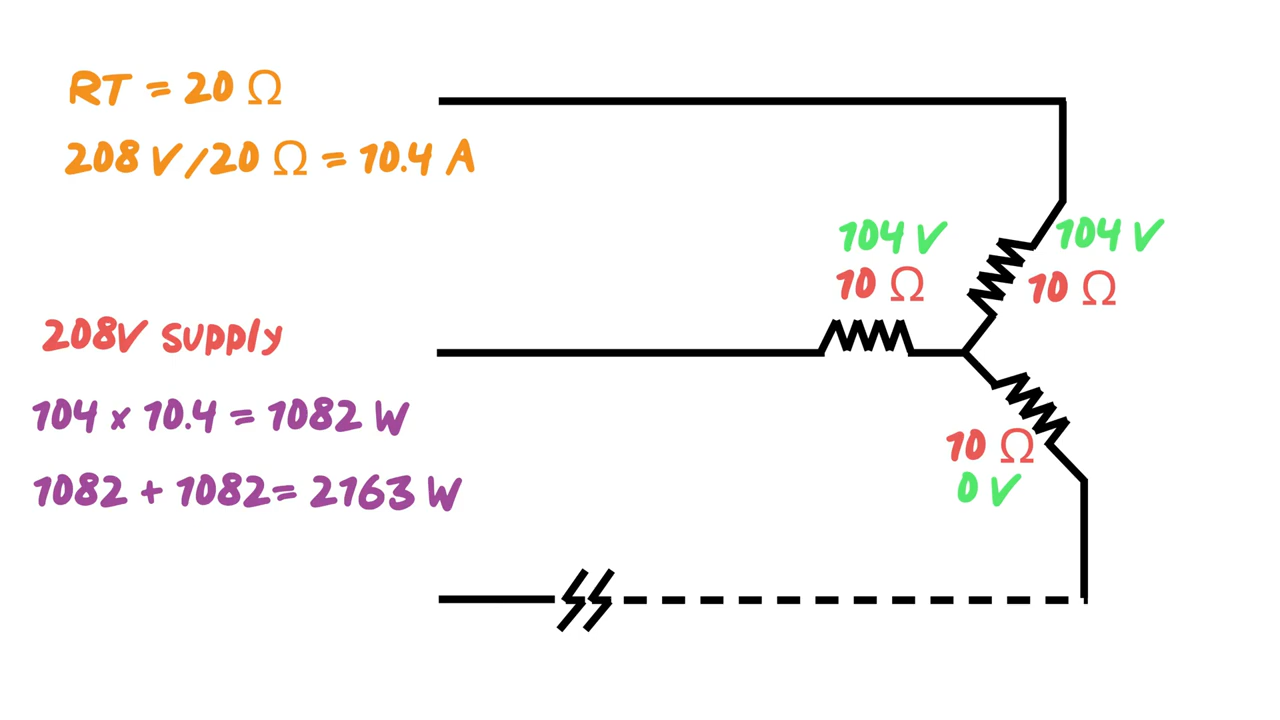 RT = 20 Ω
208 V/20 Ω = 10.4 A
104 V
10 Ω
104 V
10 Ω
208V supply
104 x 10.4 = 1082 W
1082 + 1082= 2163 W
10 Ω
0 V